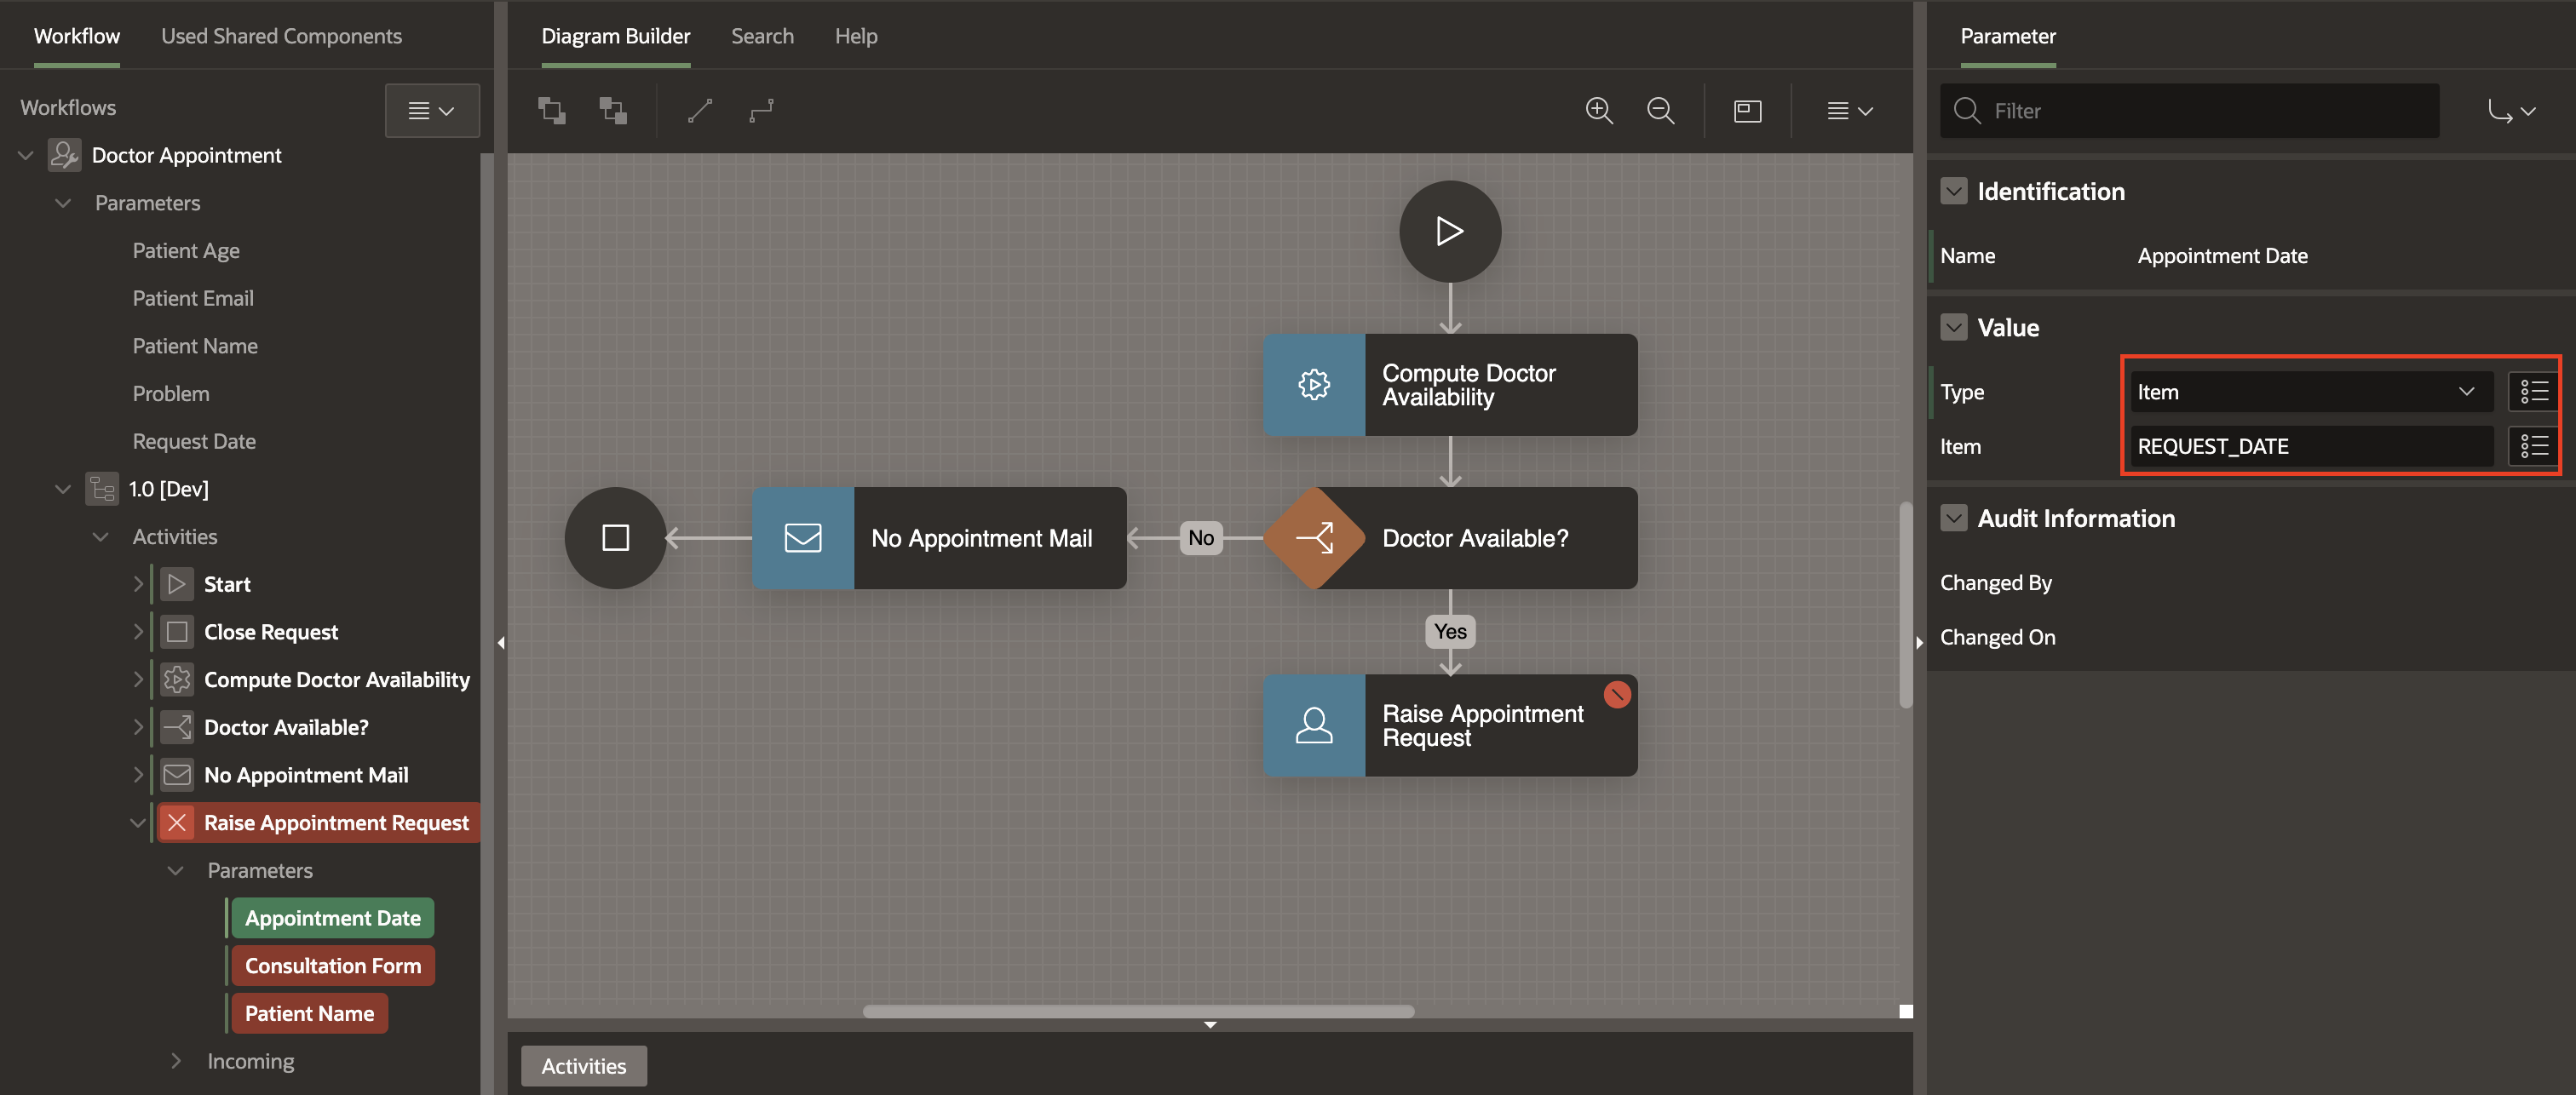 Workflow
Used Shared Components
Workflows
Doctor Appointment
Parameters
Patient Age
Patient Email
Patient Name
Problem
Request Date
1.0 [Dev]
Activities
Start
Close Request
Compute Doctor Availability
Doctor Available?
No Appointment Mail
Raise Appointment Request
Parameters
Appointment Date
Consultation Form
Patient Name
Incoming
Diagram Builder
Search
Help
Compute Doctor
Availability
No Appointment Mail
No
Doctor Available?
Yes
Raise Appointment
Request
Activities
Parameter
Filter
Identification
Name
Appointment Date
Value
Type
Item
Item
REQUEST_DATE
Audit Information
Changed By
Changed On